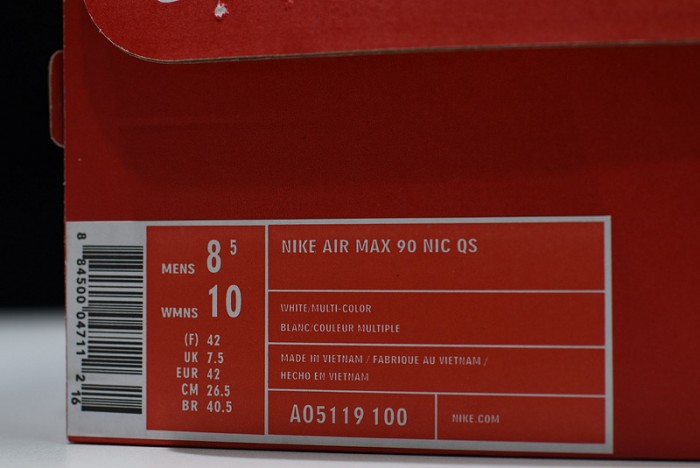 8 84500 04711 2 16
MENS 8 5
WMNS 10
(F) 42
UK 7.5
EUR 42
CM 26.5
BR 40.5
NIKE AIR MAX 90 NIC QS
WHITE/MULTI-COLOR
BLANC/COULEUR MULTIPLE
MADE IN VIETNAM / FABRIQUE AU VIETNAM /
HECHO EN VIETNAM
AO5119 100
NIKE.COM